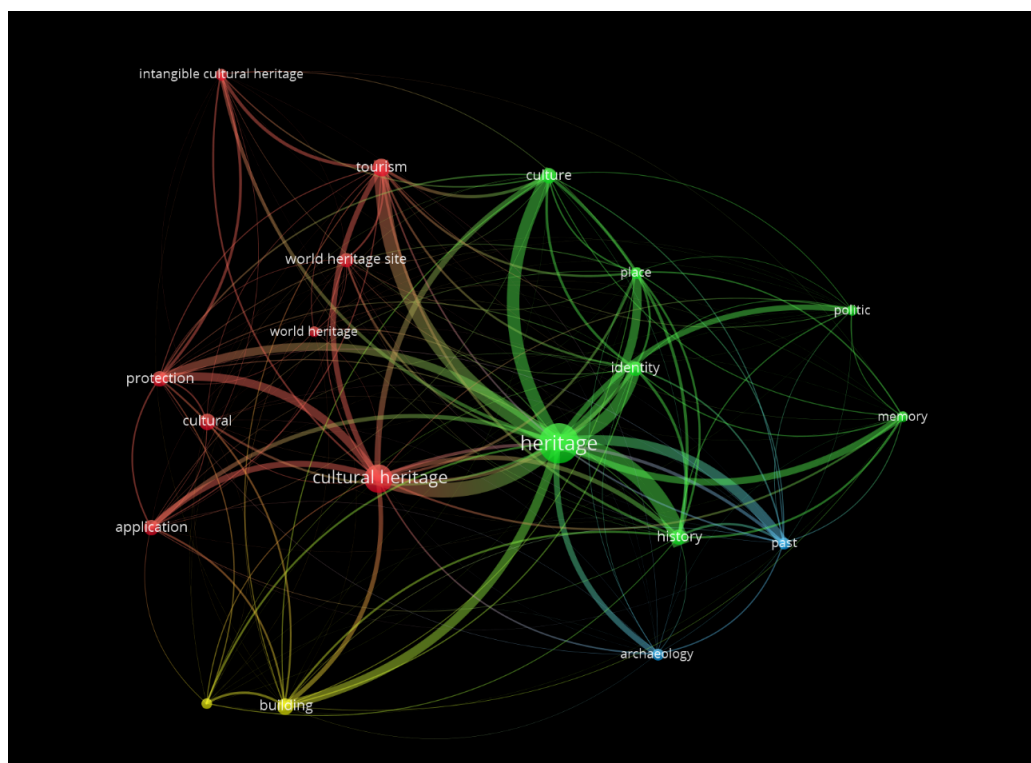 intangible cultural heritage
tourism
culture
world heritage site
place
politic
world heritage
identity
protection
memory
cultural
heritage
cultural heritage
application
history
past
archaeology
building